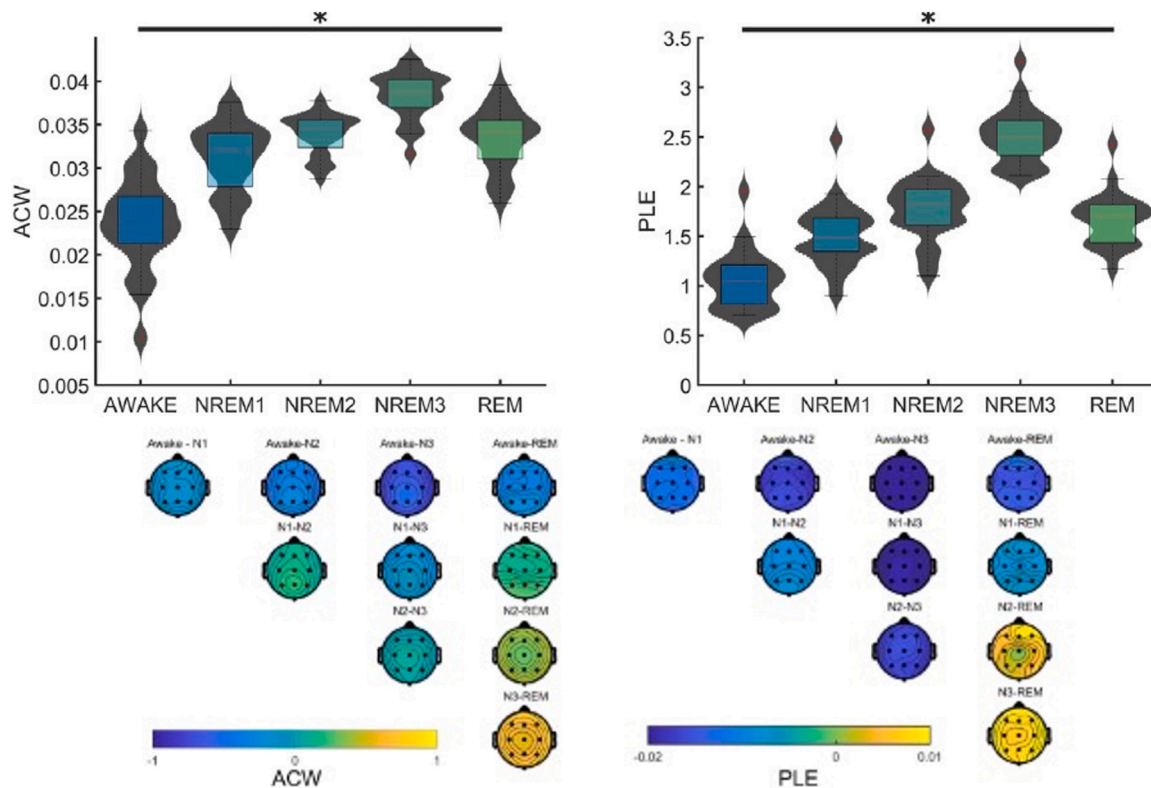 *
ACW
0.04
0.035
0.03
0.025
0.02
0.015
0.01
0.005
AWAKE NREM1 NREM2 NREM3 REM
*
PLE
3.5
3
2.5
2
1.5
1
0.5
0
AWAKE NREM1 NREM2 NREM3 REM
Awake - N1 Awake-N2 Awake-N3 Awake-REM
N1-N2 N1-N3 N1-REM
N2-N3 N2-REM
N3-REM
-1 0 1
ACW
Awake - N1 Awake-N2 Awake-N3 Awake-REM
N1-N2 N1-N3 N1-REM
N2-N3 N2-REM
N3-REM
-0.02 0 0.01
PLE